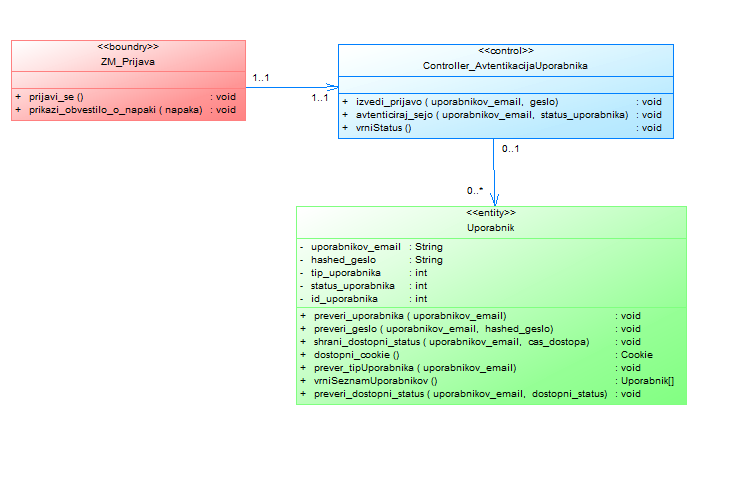 <<boundry>>
ZM_Prijava
+ prijavi_se () : void
+ prikazi_obvestilo_o_napaki ( napaka) : void
1..1
1..1
<<control>>
Controller_AvtentikacijaUporabnika
+ izvedi_prijavo ( uporabnikov_email, geslo) : void
+ avtenticiraj_sejo ( uporabnikov_email, status_uporabnika) : void
+ vrniStatus () : void
0..1
0..*
<<entity>>
Uporabnik
- uporabnikov_email : String
- hashed_geslo : String
- tip_uporabnika : int
- status_uporabnika : int
- id_uporabnika : int
+ preveri_uporabnika ( uporabnikov_email) : void
+ preveri_geslo ( uporabnikov_email, hashed_geslo) : void
+ shrani_dostopni_status ( uporabnikov_email, cas_dostopa) : void
+ dostopni_cookie () : Cookie
+ prever_tipUporabnika ( uporabnikov_email) : void
+ vrniSeznamUporabnikov () : Uporabnik[]
+ preveri_dostopni_status ( uporabnikov_email, dostopni_status) : void